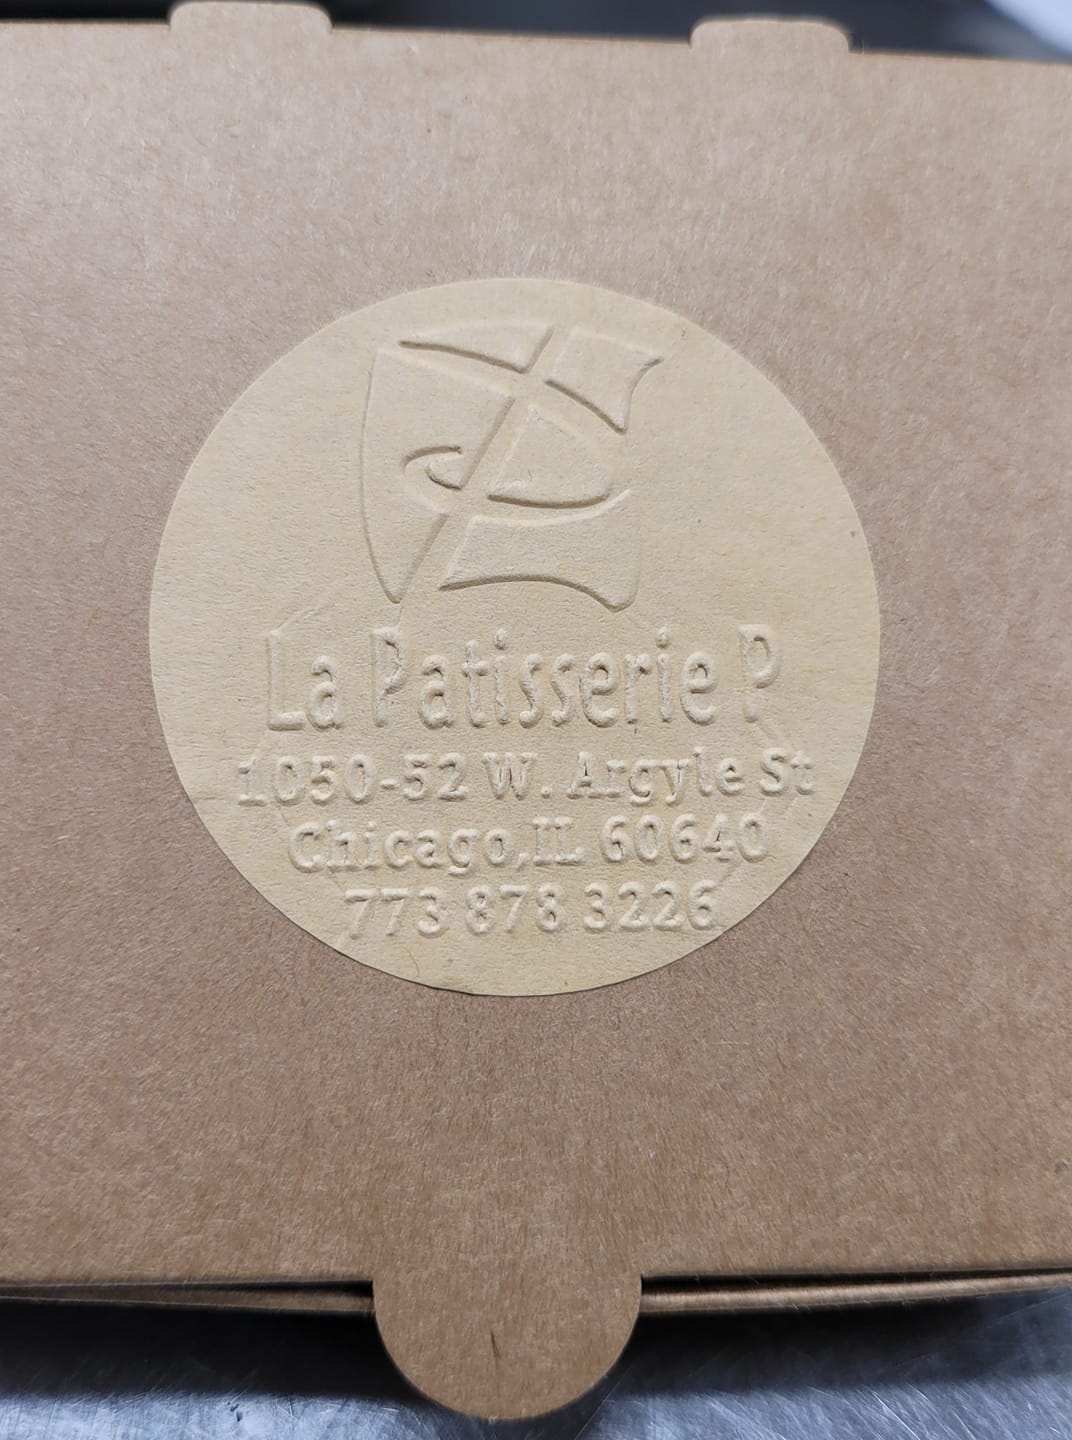 La Patisserie P
1050-52 W. Argyle St
Chicago,IL 60640
773 878 3226